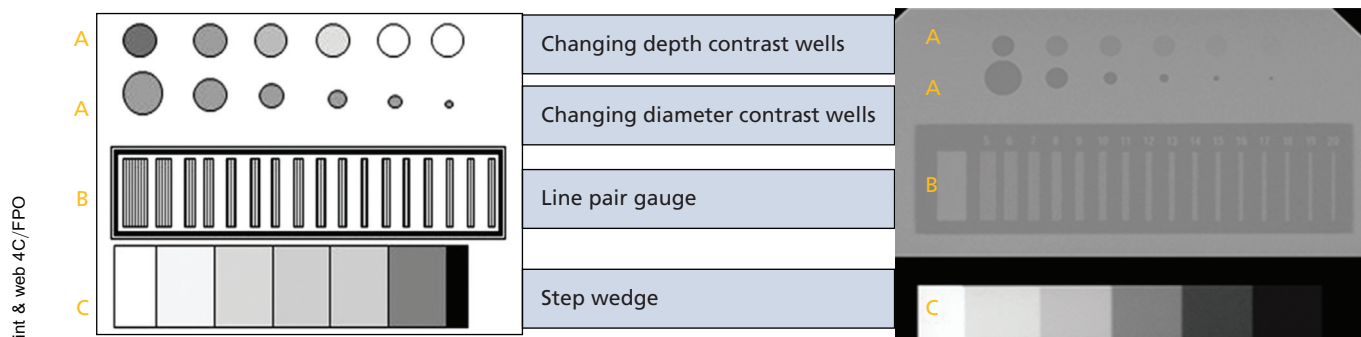 A
Changing depth contrast wells
A
Changing diameter contrast wells
B
Line pair gauge
C
Step wedge
int & web 4C/FPO
A
A
5 6 7 8 9 10 11 12 13 14 15 16 17 18 19 20
B
C